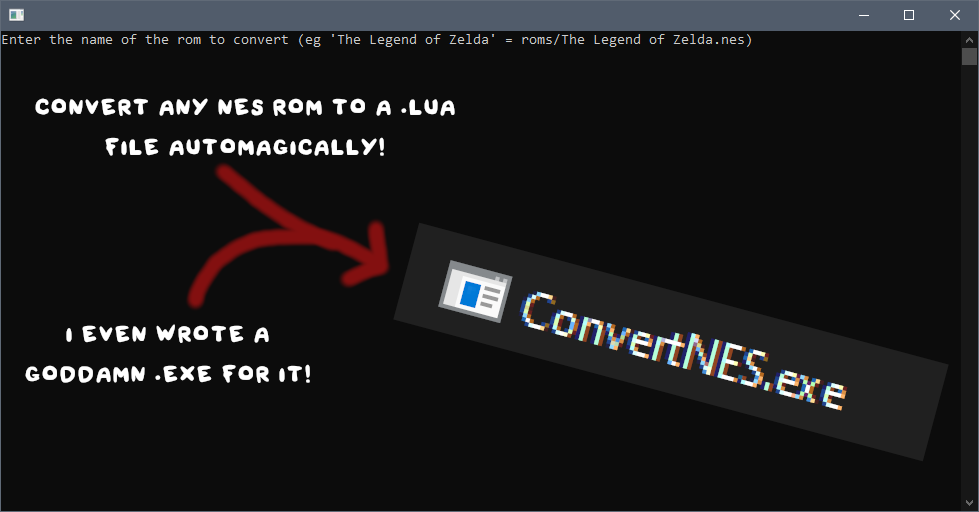 Enter the name of the rom to convert (eg 'The Legend of Zelda' = roms/The Legend of Zelda.nes)
CONVERT ANY NES ROM TO A .LUA
FILE AUTOMAGICALLY!
ConvertNES.exe
I EVEN WROTE A
GODDAMN .EXE FOR IT!